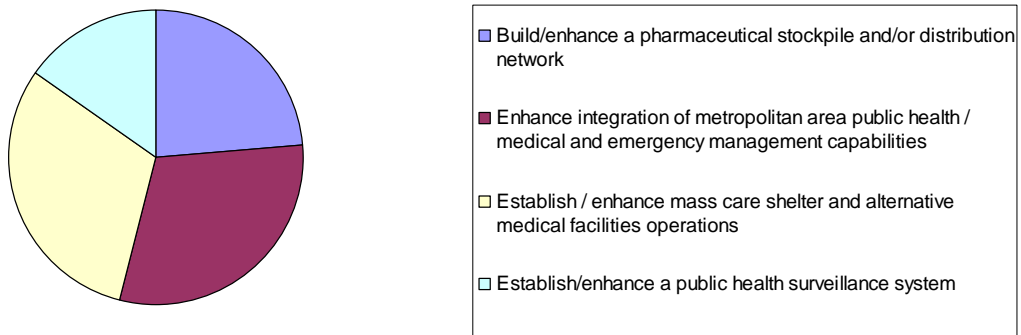 Build/enhance a pharmaceutical stockpile and/or distribution
network
Enhance integration of metropolitan area public health /
medical and emergency management capabilities
Establish / enhance mass care shelter and alternative
medical facilities operations
Establish/enhance a public health surveillance system